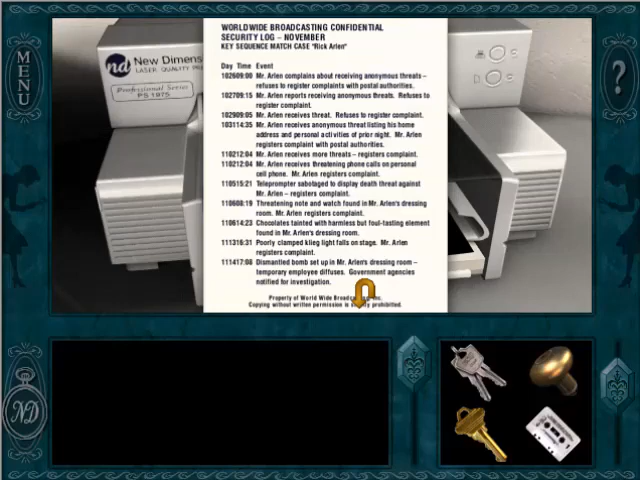 WORLDWIDE BROADCASTING CONFIDENTIAL
SECURITY LOG – NOVEMBER
KEY SEQUENCE MATCH CASE "Rick Arlen"
Day Time Event
102609:00 Mr. Arlen complains about receiving anonymous threats –
refuses to register complaints with postal authorities.
102709:15 Mr. Arlen reports receiving anonymous threats. Refuses to
register complaint.
102909:05 Mr. Arlen receives threat. Refuses to register complaint.
103114:35 Mr. Arlen receives anonymous threat listing his home
address and personal activities of prior night. Mr. Arlen
registers complaint with postal authorities.
110212:04 Mr. Arlen receives more threats – registers complaint.
110212:04 Mr. Arlen receives threatening phone calls on personal
cell phone. Mr. Arlen registers complaint.
110515:21 Teleprompter sabotaged to display death threat against
Mr. Arlen – registers complaint.
110608:19 Threatening note and watch found in Mr. Arlen's dressing
room. Mr. Arlen registers complaint.
110614:23 Chocolates tainted with harmless but foul-tasting element
found in Mr. Arlen's dressing room.
111316:31 Poorly clamped klieg light falls on stage. Mr. Arlen
registers complaint.
111417:08 Dismantled bomb set up in Mr. Arlen's dressing room –
temporary employee diffuses. Government agencies
notified for investigation.
Property of World Wide Inc.
Copying without written permission is prohibitted.
nd New Dimens
LASER QUALITY PRI
Professional Series
PS 1975
MENU
?
ND